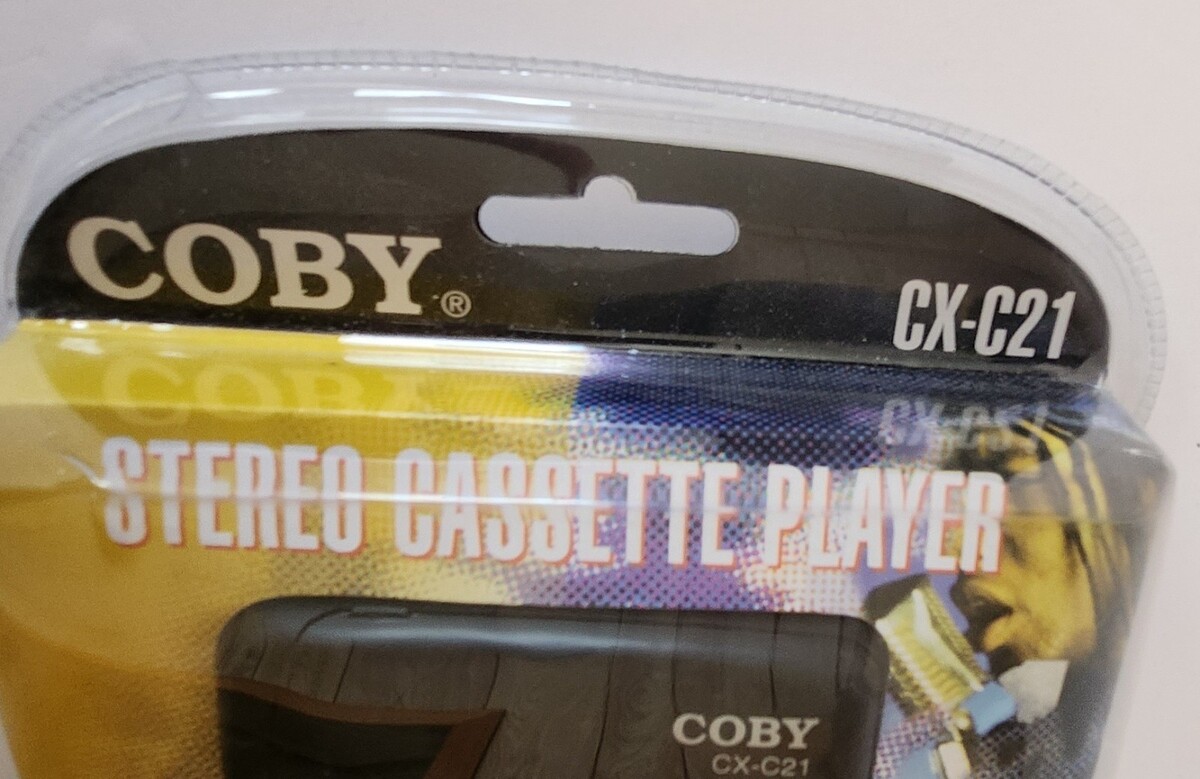 COBY®
CX-C21
STEREO CASSETTE PLAYER
COBY
CX-C21